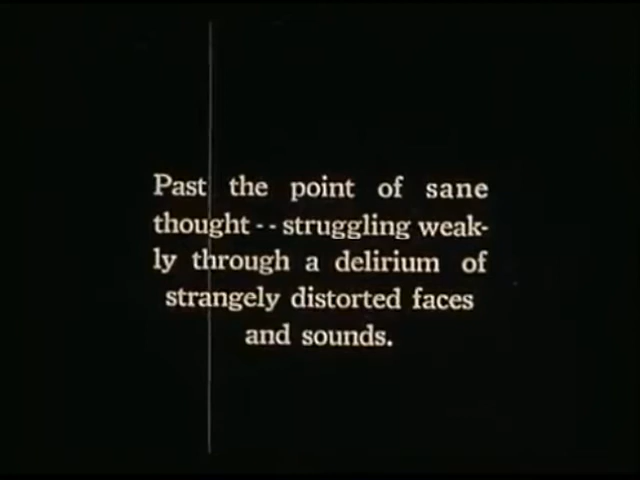 Past the point of sane
thought -- struggling weak-
ly through a delirium of
strangely distorted faces
and sounds.